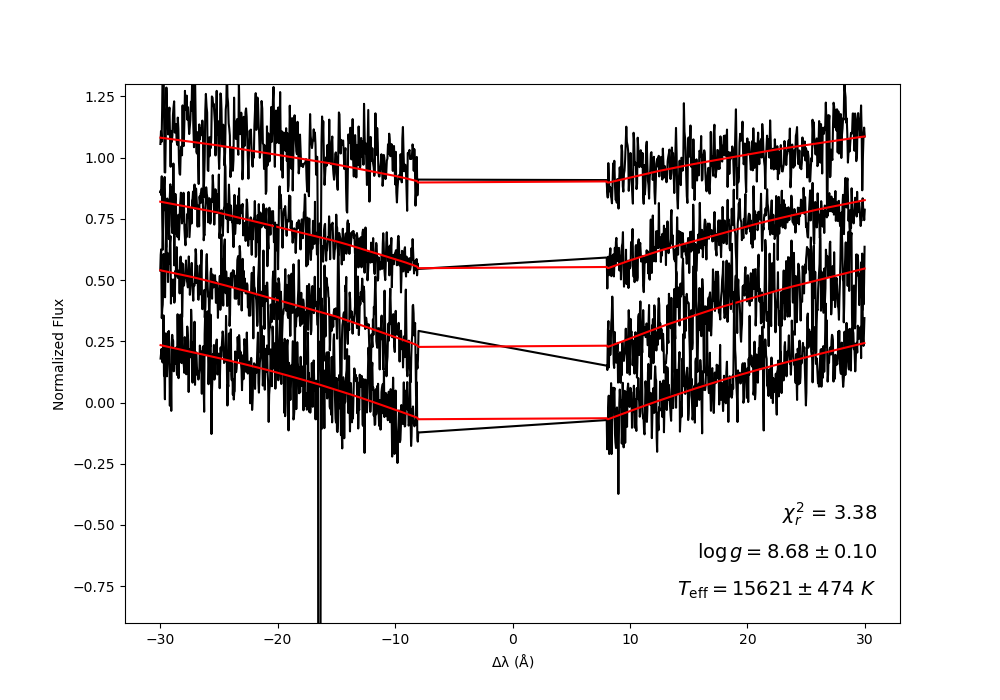 1.25
1.00
0.75
0.50
0.25
0.00
−0.25
−0.50
−0.75
Normalized Flux
χ²ᵣ = 3.38
log g = 8.68 ± 0.10
T_eff = 15621 ± 474 K
−30 −20 −10 0 10 20 30
Δλ (Å)